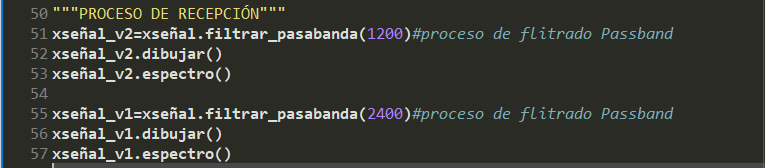 50 """PROCESO DE RECEPCIÓN"""
51 xseñal_v2=xseñal.filtrar_pasabanda(1200)#proceso de flitrado Passband
52 xseñal_v2.dibujar()
53 xseñal_v2.espectro()
54
55 xseñal_v1=xseñal.filtrar_pasabanda(2400)#proceso de flitrado Passband
56 xseñal_v1.dibujar()
57 xseñal_v1.espectro()